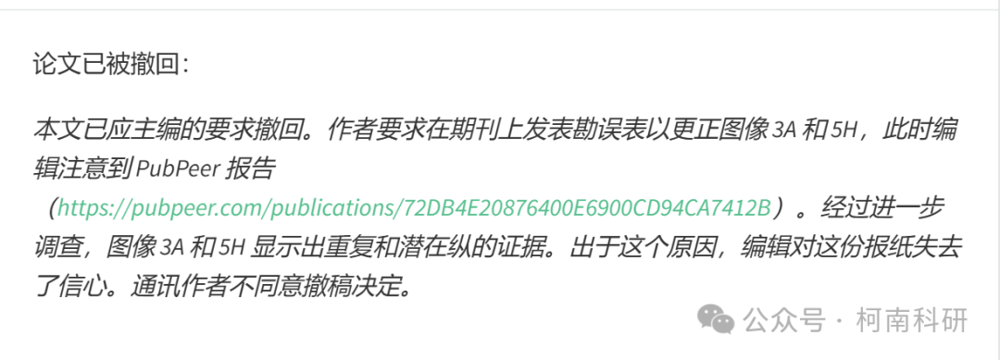 论文已被撤回：
本文已应主编的要求撤回。作者要求在期刊上发表勘误表以更正图像 3A 和 5H，此时编
辑注意到 PubPeer 报告
（https://pubpeer.com/publications/72DB4E20876400E6900CD94CA7412B）。经过进一步
调查，图像 3A 和 5H 显示出重复和潜在纵的证据。出于这个原因，编辑对这份报纸失去
了信心。通讯作者不同意撤稿决定。
公众号 · 柯南科研